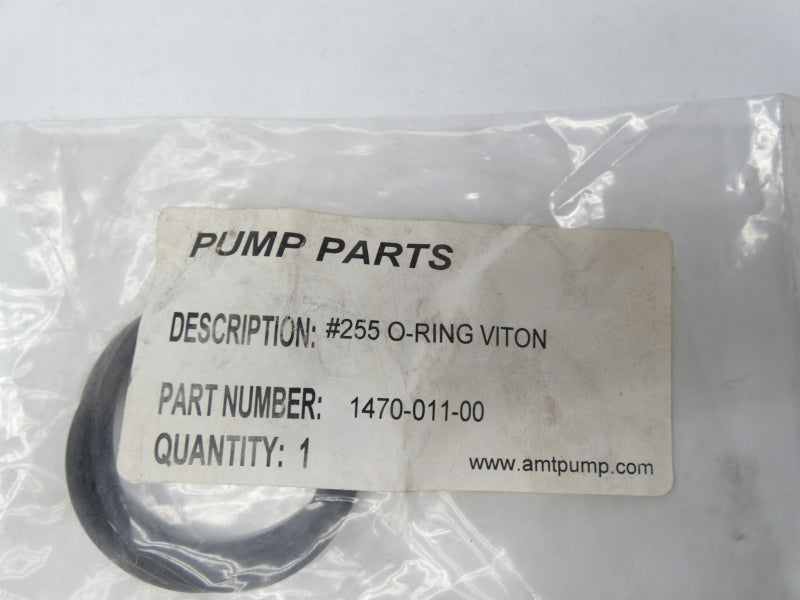 PUMP PARTS
DESCRIPTION: #255 O-RING VITON
PART NUMBER: 1470-011-00
QUANTITY: 1
www.amtpump.com